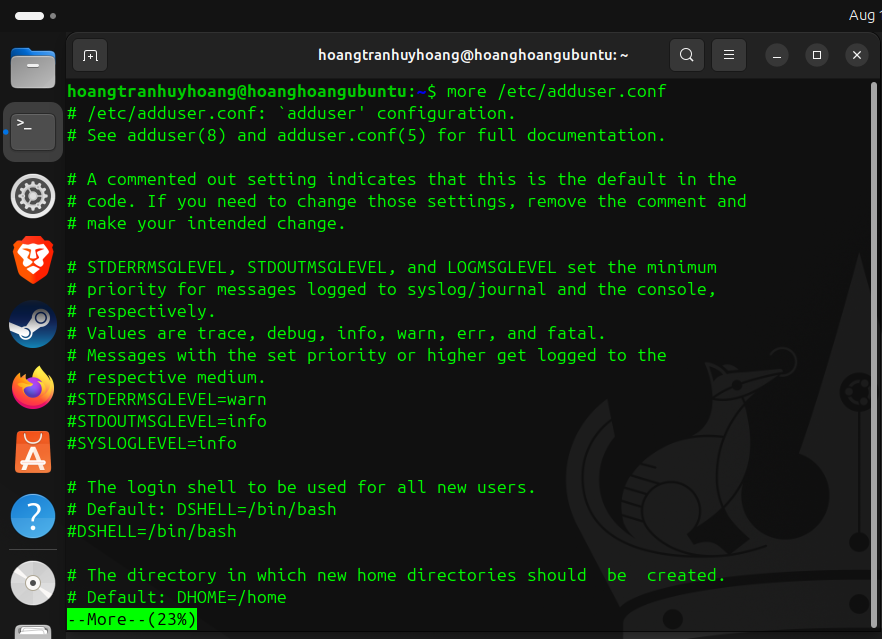 Aug 1
hoangtranhuyhoang@hoanghoangubuntu: ~
hoangtranhuyhoang@hoanghoangubuntu:~$ more /etc/adduser.conf
# /etc/adduser.conf: `adduser' configuration.
# See adduser(8) and adduser.conf(5) for full documentation.
# A commented out setting indicates that this is the default in the
# code. If you need to change those settings, remove the comment and
# make your intended change.
# STDERRMSGLEVEL, STDOUTMSGLEVEL, and LOGMSGLEVEL set the minimum
# priority for messages logged to syslog/journal and the console,
# respectively.
# Values are trace, debug, info, warn, err, and fatal.
# Messages with the set priority or higher get logged to the
# respective medium.
#STDERRMSGLEVEL=warn
#STDOUTMSGLEVEL=info
#SYSLOGLEVEL=info
# The login shell to be used for all new users.
# Default: DSHELL=/bin/bash
#DSHELL=/bin/bash
# The directory in which new home directories should  be  created.
# Default: DHOME=/home
--More--(23%)